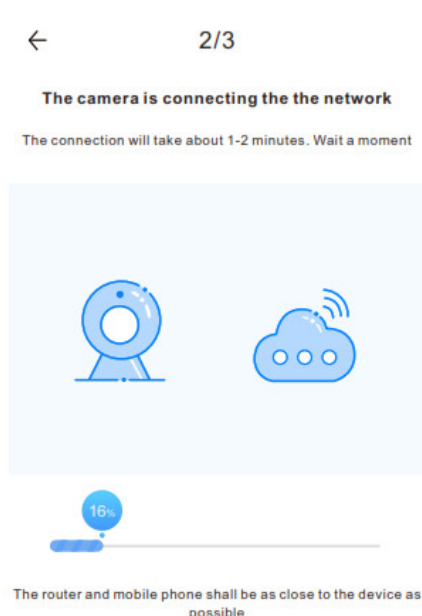 2/3
The camera is connecting the the network
The connection will take about 1-2 minutes. Wait a moment
16%
The router and mobile phone shall be as close to the device as
possible